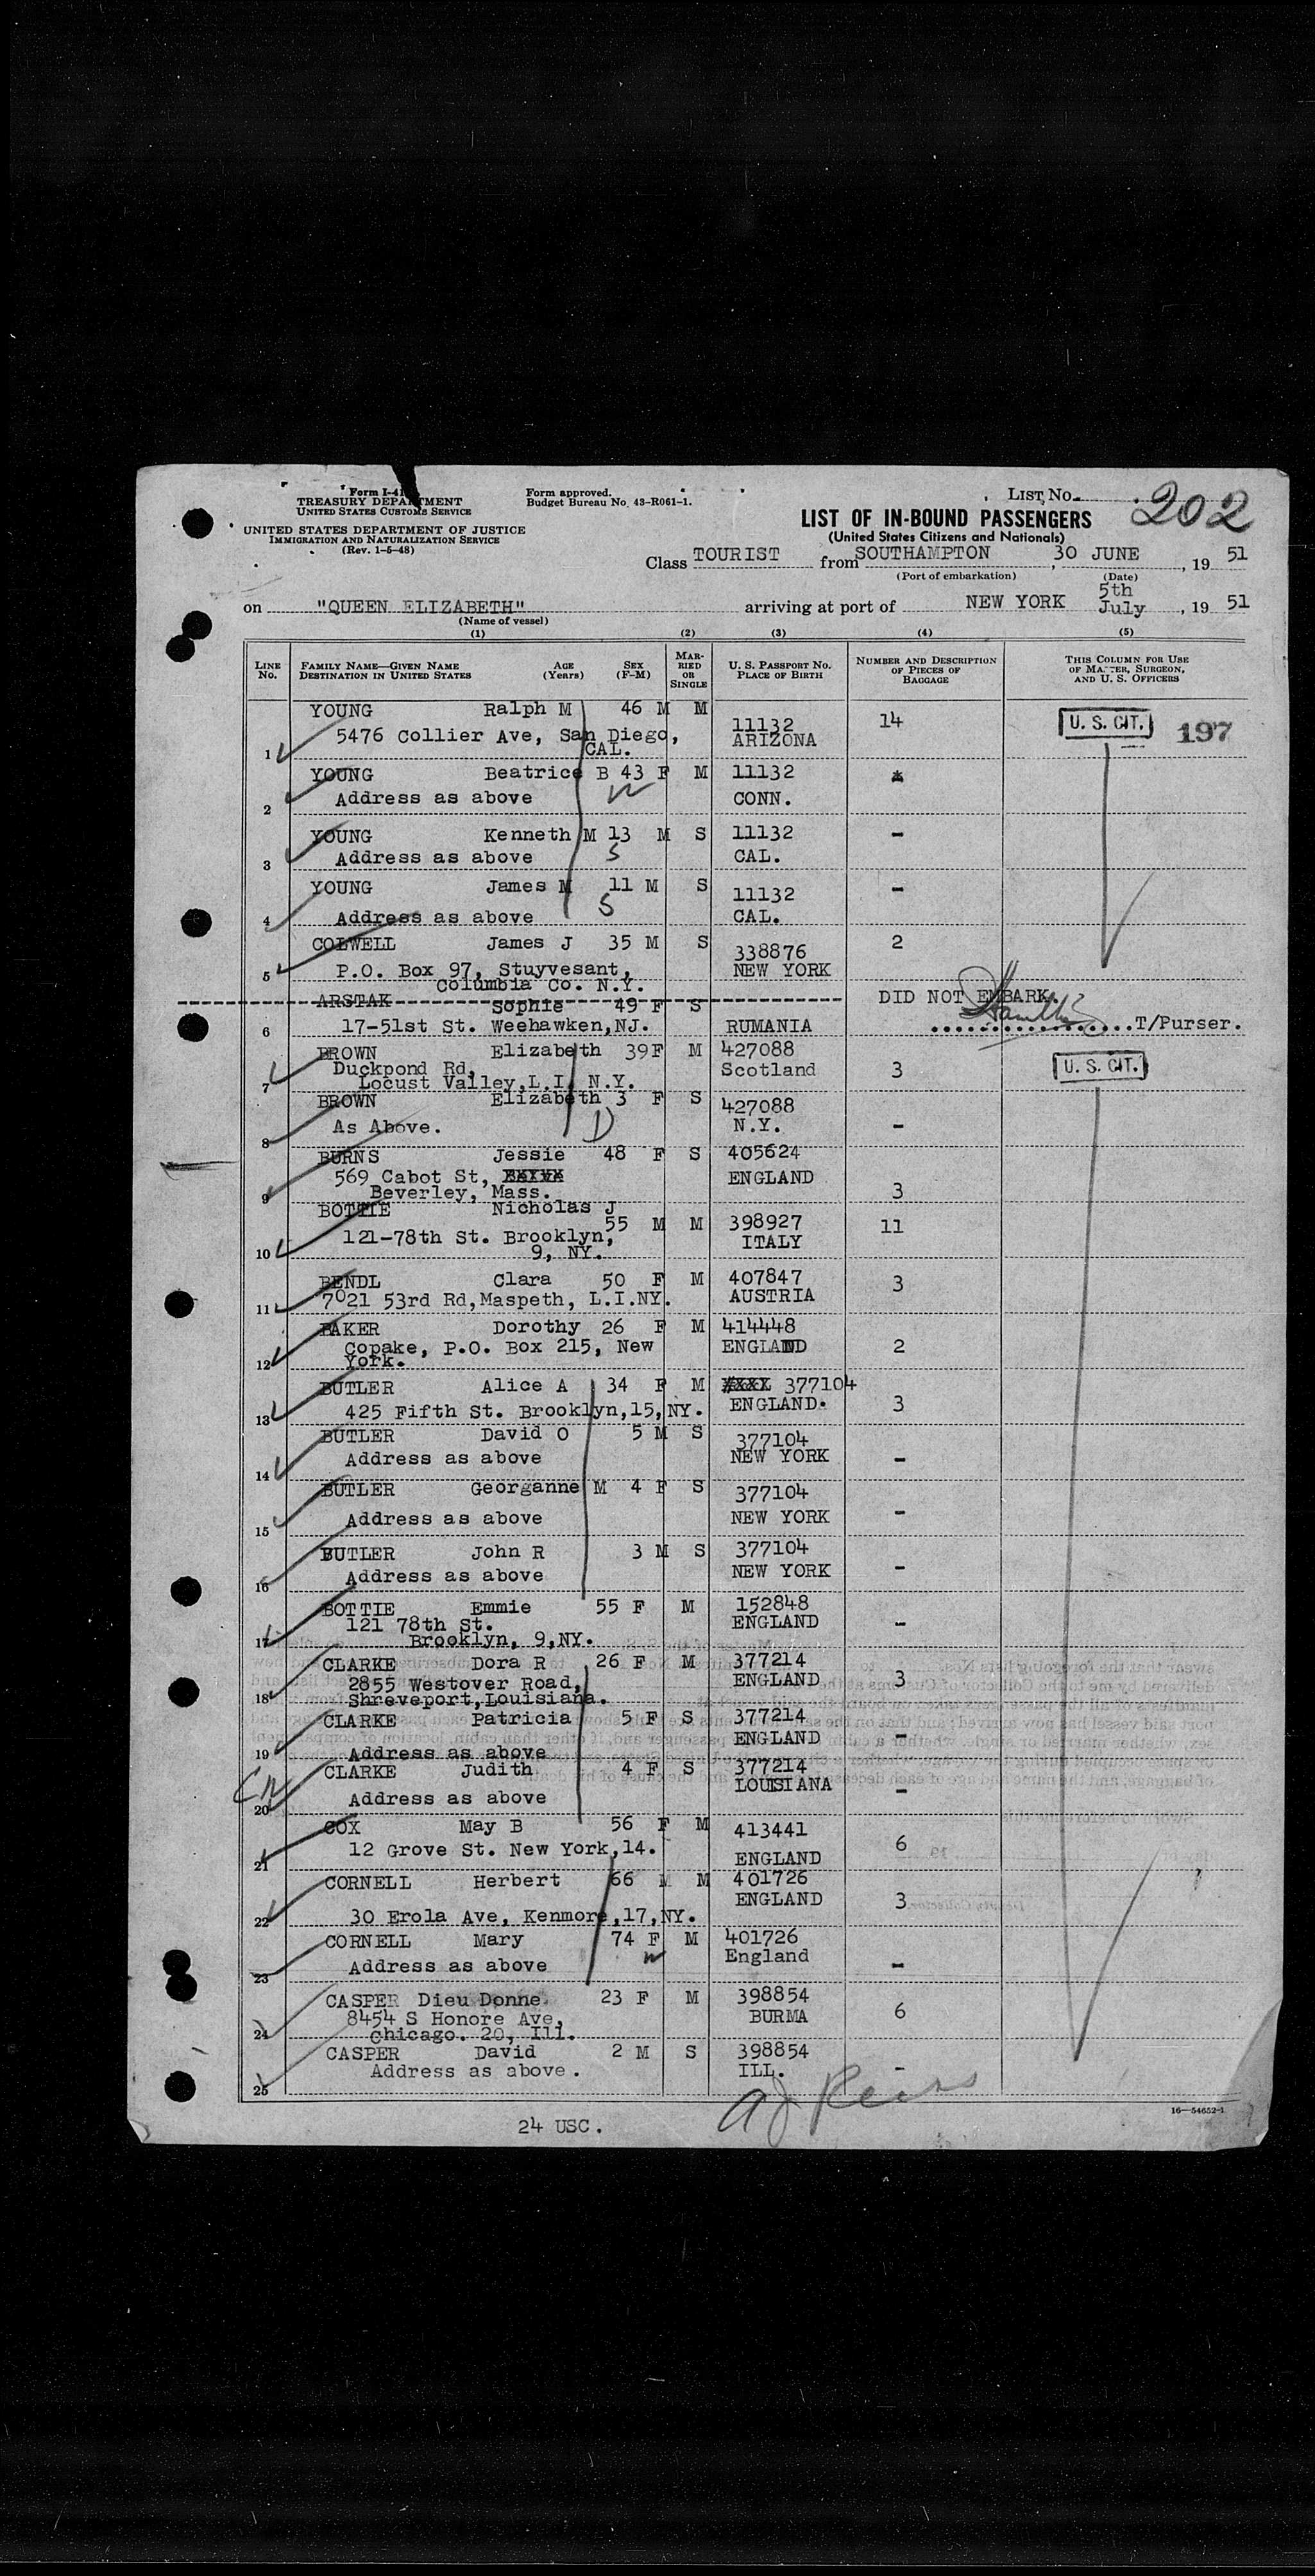 Form I-41
TREASURY DEPARTMENT
UNITED STATES CUSTOMS SERVICE
Form approved.
Budget Bureau No. 43-R061-1.
LIST No. 202
UNITED STATES DEPARTMENT OF JUSTICE
IMMIGRATION AND NATURALIZATION SERVICE
(Rev. 1-5-48)
LIST OF IN-BOUND PASSENGERS
(United States Citizens and Nationals)
Class TOURIST from SOUTHAMPTON, 30 JUNE, 19 51
(Port of embarkation) (Date)
on "QUEEN ELIZABETH" arriving at port of NEW YORK 5th July, 19 51
(Name of vessel)
(1) (2) (3) (4) (5)
LINE No. FAMILY NAME—GIVEN NAME DESTINATION IN UNITED STATES AGE (Years) SEX (F-M) MARRIED OR SINGLE U. S. PASSPORT No. PLACE OF BIRTH NUMBER AND DESCRIPTION OF PIECES OF BAGGAGE THIS COLUMN FOR USE OF MASTER, SURGEON, AND U. S. OFFICERS
YOUNG Ralph M 46 M M 11132 14 U. S. CIT. 197
1 5476 Collier Ave, San Diego, CAL. ARIZONA
YOUNG Beatrice B 43 F M 11132
2 Address as above W CONN.
YOUNG Kenneth M 13 M S 11132 -
3 Address as above S CAL.
YOUNG James M 11 M S 11132 -
4 Address as above S CAL.
COLWELL James J 35 M S 338876 2
5 P.O. Box 97, Stuyvesant, NEW YORK
Columbia Co. N.Y.
ARSTAK Sophie 49 F S DID NOT EMBARK.
6 17-51st St. Weehawken, NJ. RUMANIA T/Purser.
BROWN Elizabeth 39 F M 427088 3 U. S. CIT.
Duckpond Rd, Scotland
7 Locust Valley, L.I. N.Y.
BROWN Elizabeth 3 F S 427088 -
8 As Above. D N.Y.
BURNS Jessie 48 F S 405624
569 Cabot St, ENGLAND
9 Beverley, Mass. 3
BOTTIE Nicholas J 55 M M 398927 11
10 121-78th St. Brooklyn, 9, NY. ITALY
BENDL Clara 50 F M 407847 3
11 7021 53rd Rd, Maspeth, L.I.NY. AUSTRIA
BAKER Dorothy 26 F M 414448
12 Copake, P.O. Box 215, New York. ENGLAND 2
BUTLER Alice A 34 F M 377104
13 425 Fifth St. Brooklyn, 15, NY. ENGLAND. 3
BUTLER David O 5 M S 377104
14 Address as above NEW YORK -
BUTLER Georganne M 4 F S 377104
15 Address as above NEW YORK -
BUTLER John R 3 M S 377104
16 Address as above NEW YORK -
BOTTIE Emmie 55 F M 152848
121 78th St. ENGLAND -
17 Brooklyn, 9, NY.
CLARKE Dora R 26 F M 377214
2855 Westover Road, ENGLAND 3
18 Shreveport, Louisiana.
CLARKE Patricia 5 F S 377214
19 Address as above ENGLAND -
CLARKE Judith 4 F S 377214
20 Address as above LOUISIANA -
COX May B 56 F M 413441
21 12 Grove St. New York, 14. ENGLAND 6
CORNELL Herbert 66 M M 401726
22 30 Erola Ave, Kenmore, 17, NY. ENGLAND 3
CORNELL Mary 74 F M 401726
23 Address as above W England -
CASPER Dieu Donne. 23 F M 398854
8454 S Honore Ave, BURMA 6
24 Chicago. 20, Ill.
CASPER David 2 M S 398854
25 Address as above. ILL. -
24 USC.
16—54652-1